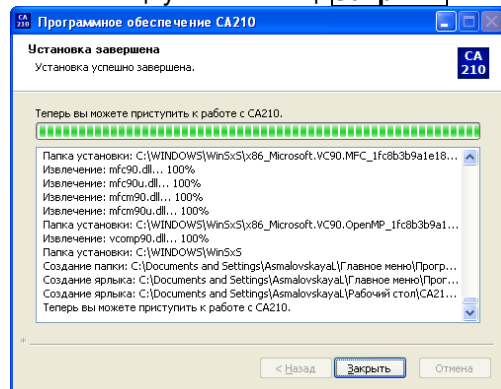 CA
210
Программное обеспечение CA210
Установка завершена
Установка успешно завершена.
CA
210
Теперь вы можете приступить к работе с CA210.
Папка установки: C:\WINDOWS\WinSxS\x86_Microsoft.VC90.MFC_1fc8b3b9a1e18...
Извлечение: mfc90.dll... 100%
Извлечение: mfc90u.dll... 100%
Извлечение: mfcm90.dll... 100%
Извлечение: mfcm90u.dll... 100%
Папка установки: C:\WINDOWS\WinSxS\x86_Microsoft.VC90.OpenMP_1fc8b3b9a1...
Извлечение: vcomp90.dll... 100%
Папка установки: C:\WINDOWS\WinSxS
Создание папки: C:\Documents and Settings\AsmalovskayaL\Главное меню\Прогр...
Создание ярлыка: C:\Documents and Settings\AsmalovskayaL\Главное меню\Прог...
Создание ярлыка: C:\Documents and Settings\AsmalovskayaL\Рабочий стол\CA21...
Теперь вы можете приступить к работе с CA210.
< Назад Закрыть Отмена